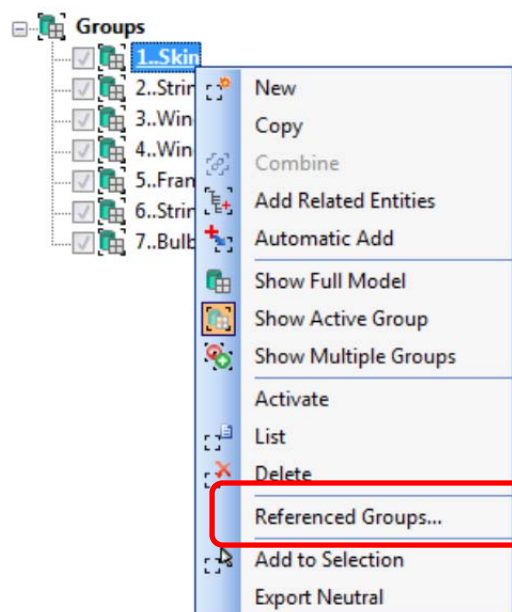 Groups
1..Skin
2..Strin
3..Win
4..Win
5..Fran
6..Strin
7..Bulb
New
Copy
Combine
Add Related Entities
Automatic Add
Show Full Model
Show Active Group
Show Multiple Groups
Activate
List
Delete
Referenced Groups...
Add to Selection
Export Neutral